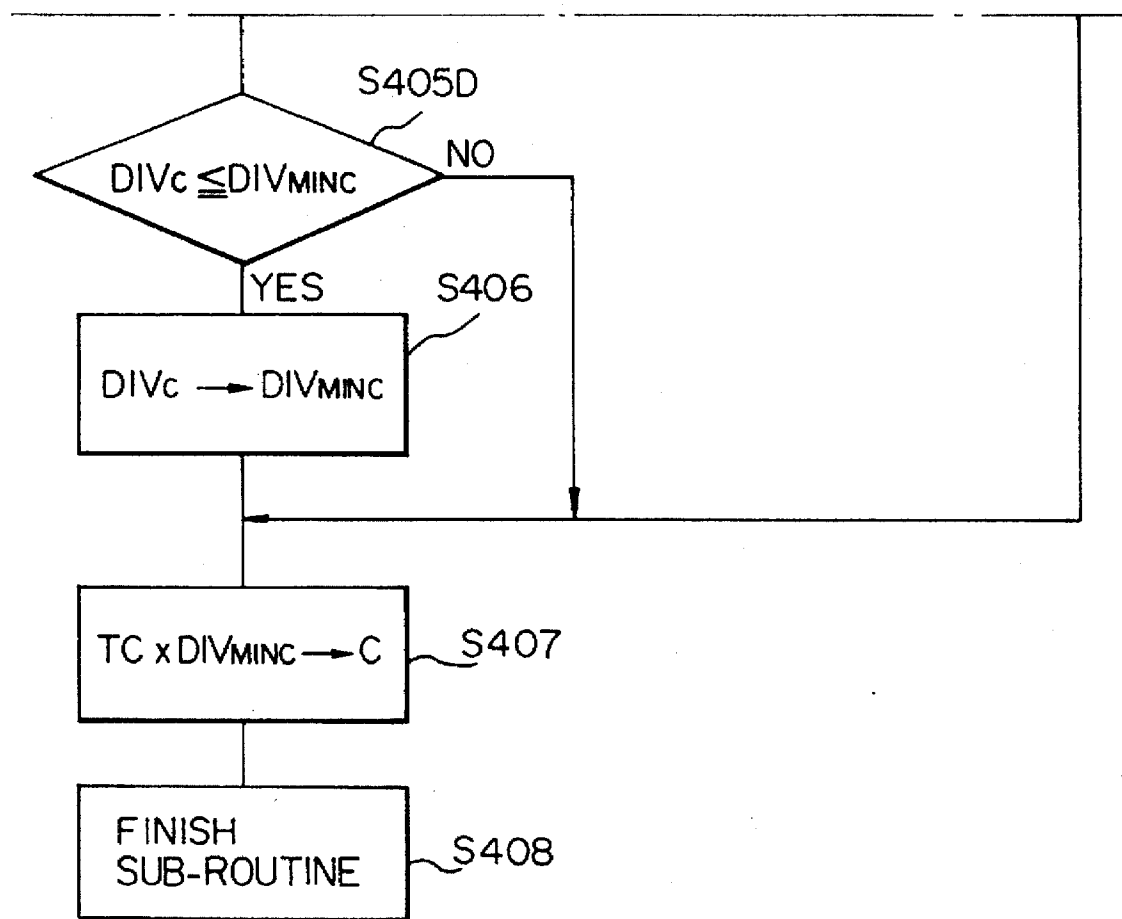 S405D
DIVC ≦ DIVMINC
NO
YES
S406
DIVC → DIVMINC
TC x DIVMINC → C
S407
FINISH
SUB-ROUTINE
S408